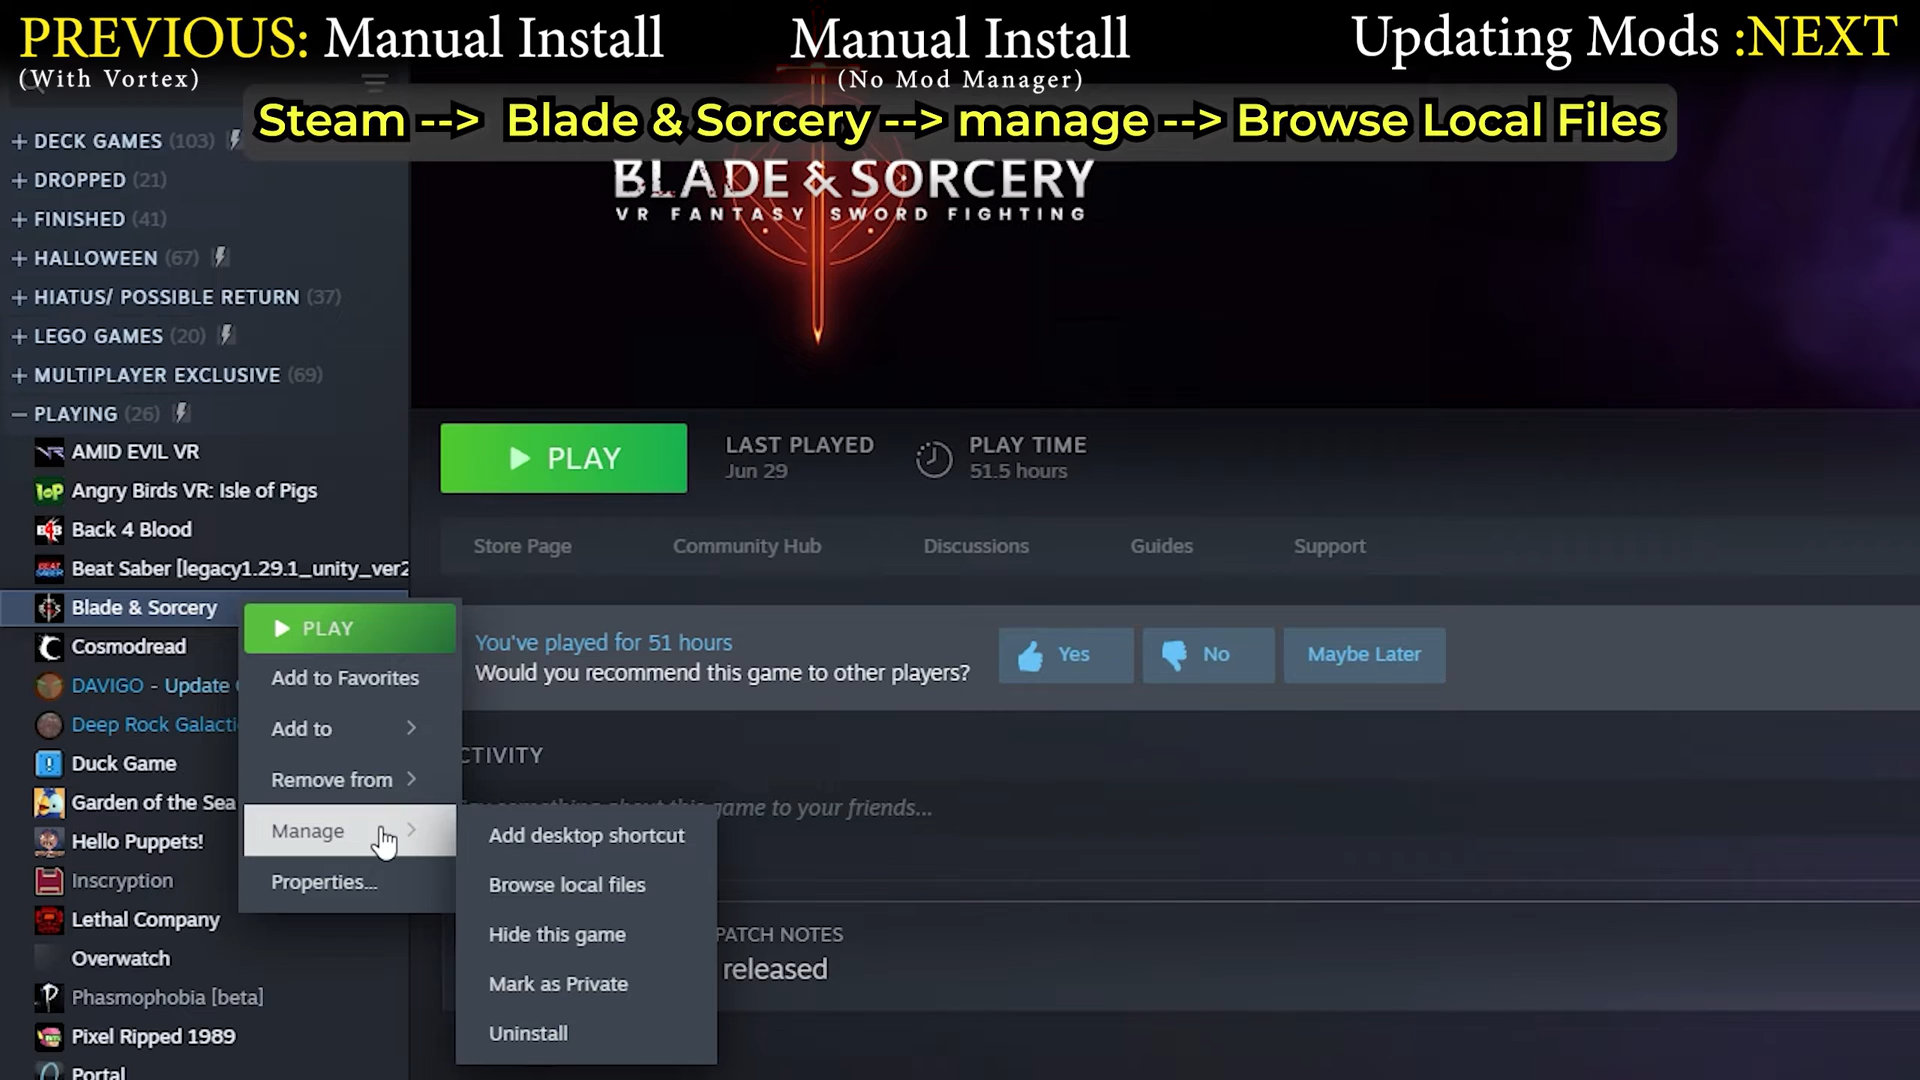 PREVIOUS: Manual Install
(With Vortex)
Manual Install
(No Mod Manager)
Updating Mods :NEXT
Steam --> Blade & Sorcery --> manage --> Browse Local Files
BLADE & SORCERY
VR FANTASY SWORD FIGHTING
+ DECK GAMES (103)
+ DROPPED (21)
+ FINISHED (41)
+ HALLOWEEN (67)
+ HIATUS/ POSSIBLE RETURN (37)
+ LEGO GAMES (20)
+ MULTIPLAYER EXCLUSIVE (69)
— PLAYING (26)
AMID EVIL VR
Angry Birds VR: Isle of Pigs
Back 4 Blood
Beat Saber [legacy1.29.1_unity_ver2
Blade & Sorcery
Cosmodread
DAVIGO - Update
Deep Rock Galacti
Duck Game
Garden of the Sea
Hello Puppets!
Inscryption
Lethal Company
Overwatch
Phasmophobia [beta]
Pixel Ripped 1989
Portal
PLAY
Add to Favorites
Add to
Remove from
Manage
Properties...
Add desktop shortcut
Browse local files
Hide this game
Mark as Private
Uninstall
PLAY
LAST PLAYED
Jun 29
PLAY TIME
51.5 hours
Store Page
Community Hub
Discussions
Guides
Support
You've played for 51 hours
Would you recommend this game to other players?
Yes
No
Maybe Later
CTIVITY
something about this game to your friends...
PATCH NOTES
released